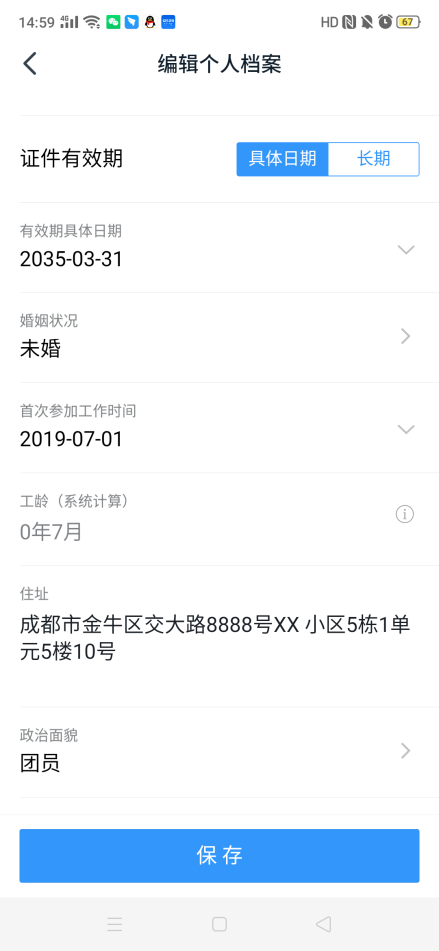 14:59
4G
HD
67
编辑个人档案
证件有效期
具体日期
长期
有效期具体日期
2035-03-31
婚姻状况
未婚
首次参加工作时间
2019-07-01
工龄（系统计算）
0年7月
住址
成都市金牛区交大路8888号XX 小区5栋1单
元5楼10号
政治面貌
团员
保存